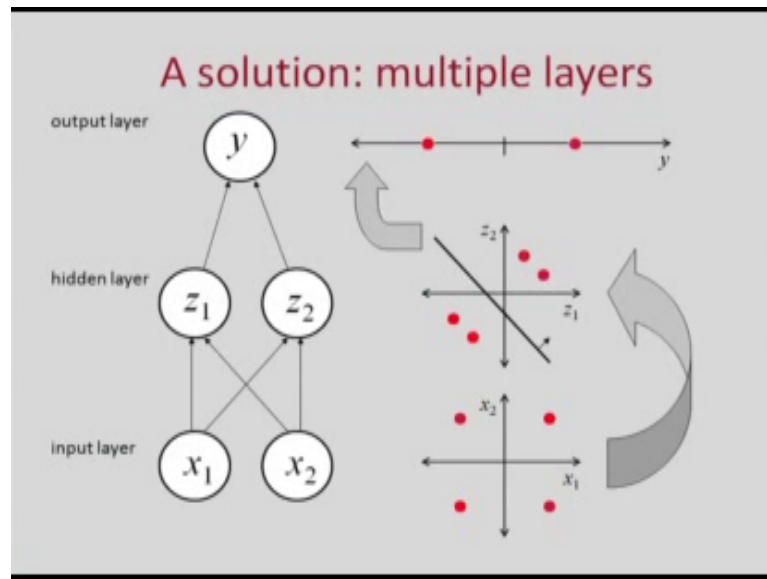 A solution: multiple layers
output layer
y
y
z2
hidden layer
z1
z2
z1
x2
input layer
x1
x2
x1